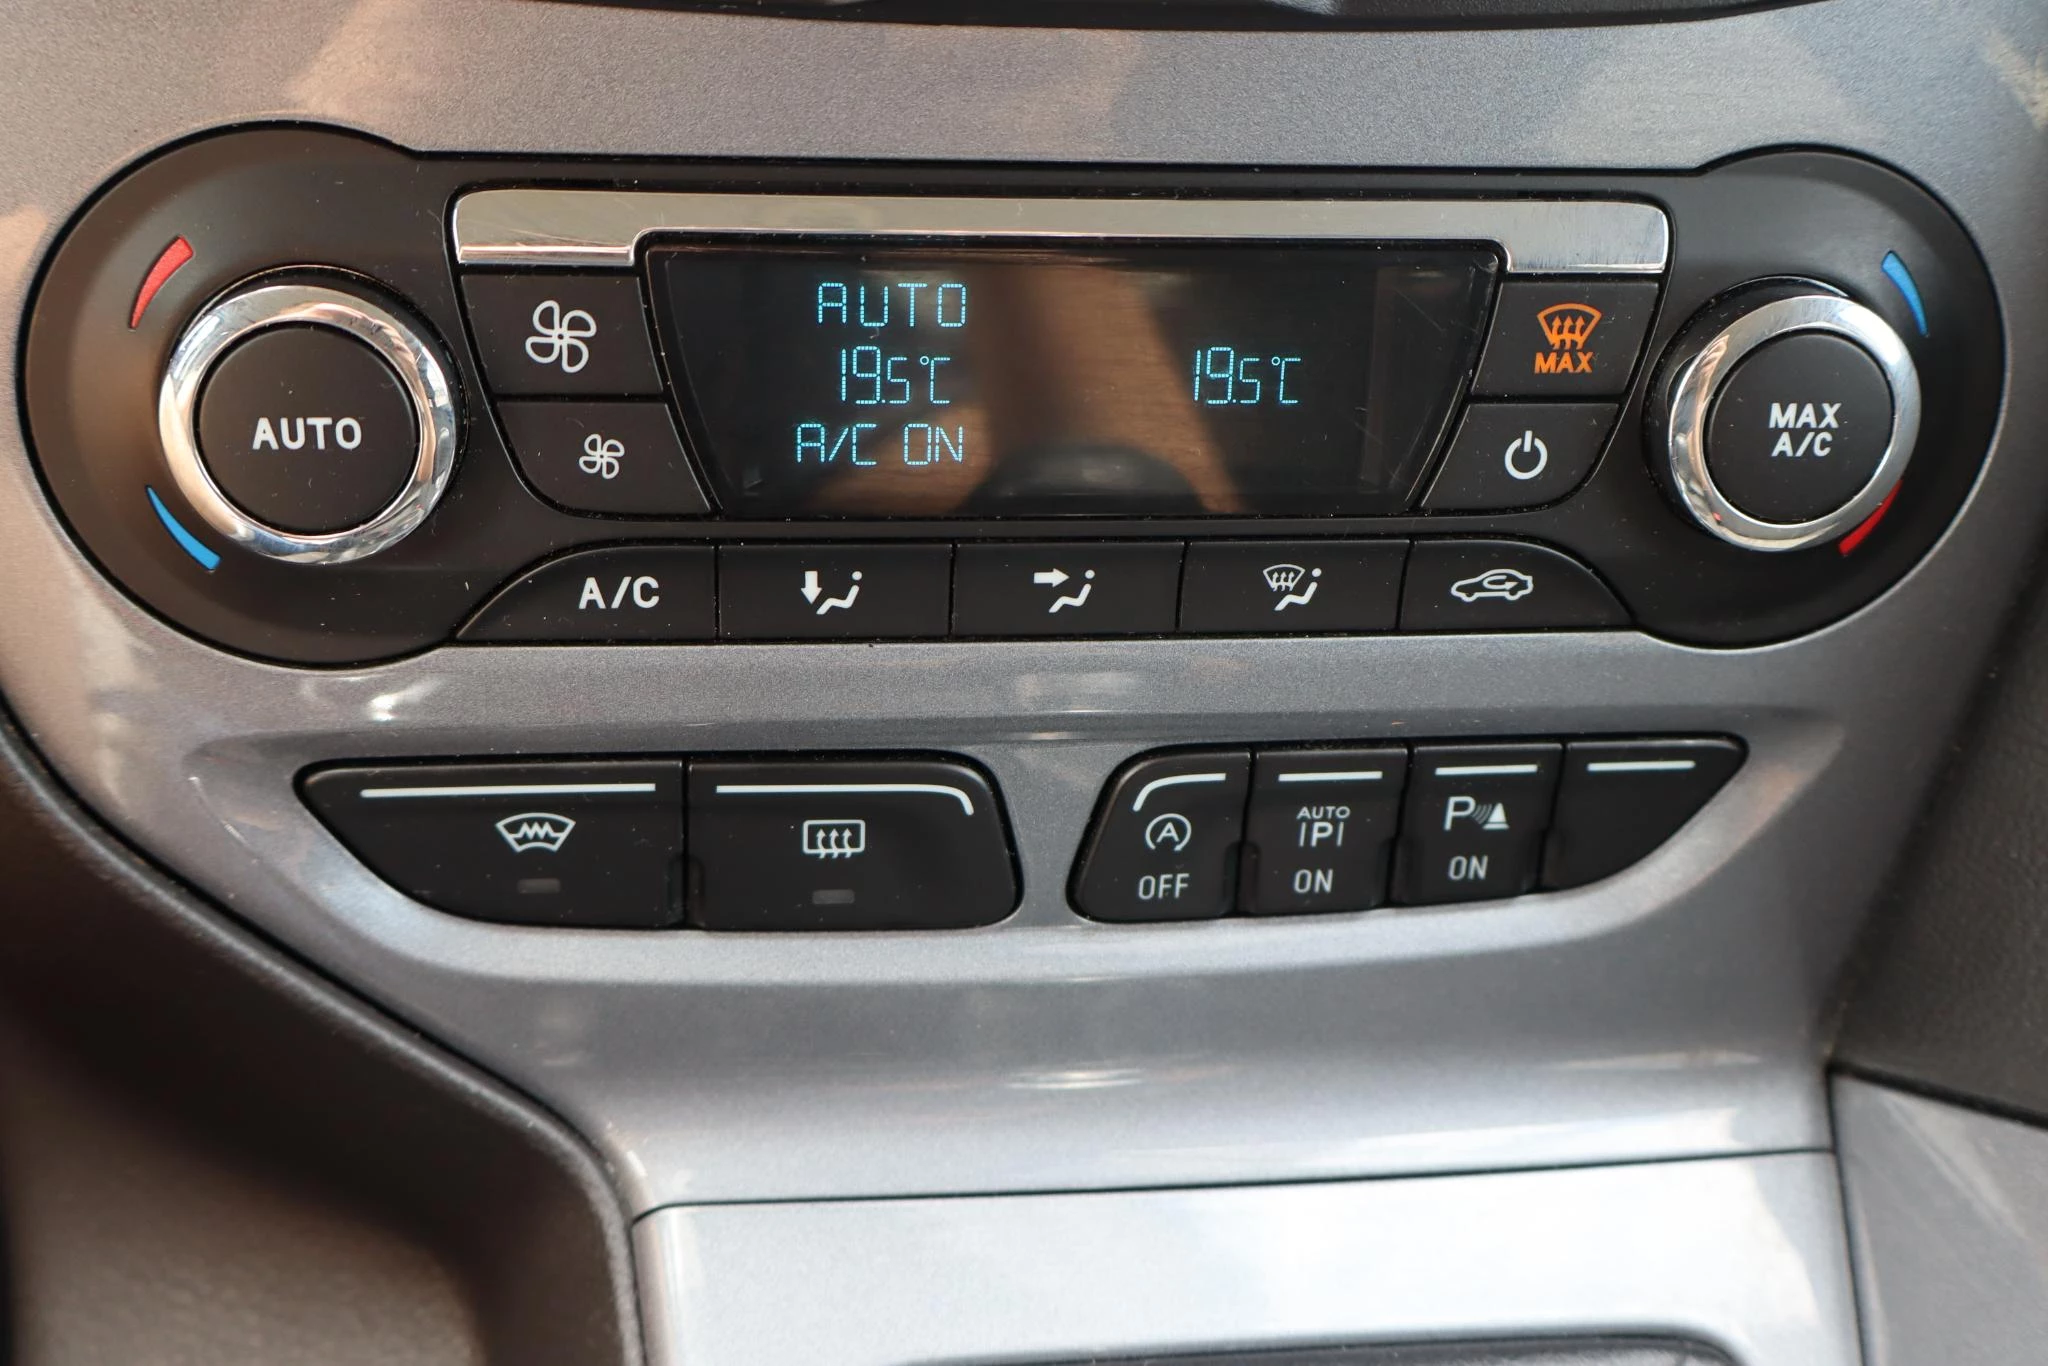 AUTO
19.5°C 19.5°C
A/C ON
MAX
AUTO
MAX
A/C
A/C
A
OFF
AUTO
|P|
ON
P
ON